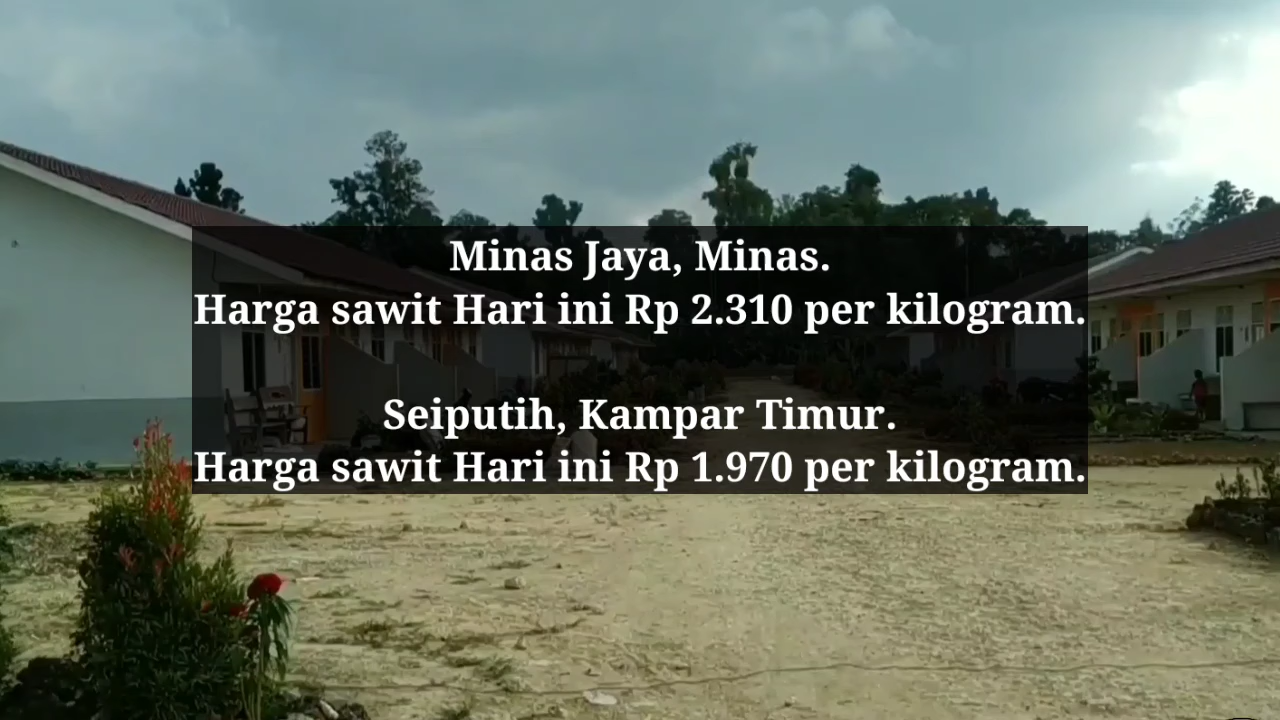 Minas Jaya, Minas.
Harga sawit Hari ini Rp 2.310 per kilogram.
Seiputih, Kampar Timur.
Harga sawit Hari ini Rp 1.970 per kilogram.